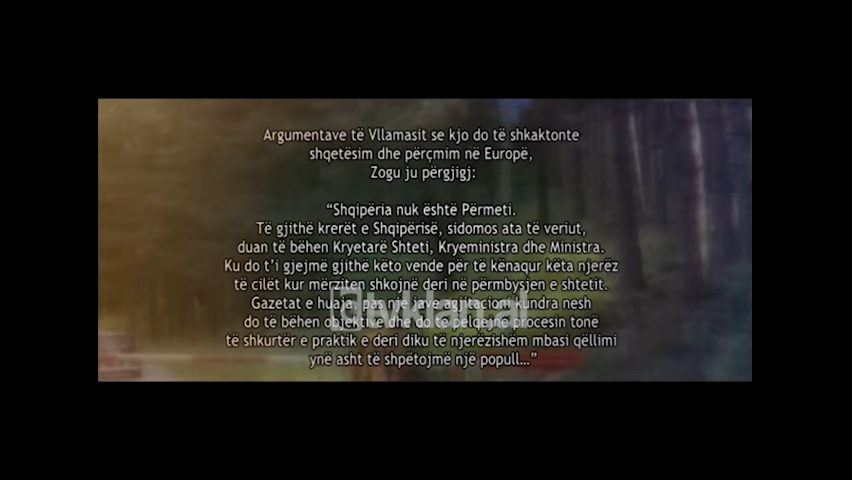 Argumentave të Vllamasit se kjo do të shkaktonte
shqetësim dhe përçmim në Europë,
Zogu ju përgjigj:
“Shqipëria nuk është Përmeti.
Të gjithë krerët e Shqipërisë, sidomos ata të veriut,
duan të bëhen Kryetarë Shteti, Kryeministra dhe Ministra.
Ku do t’i gjejmë gjithë këto vende për të kënaqur këta njerëz
të cilët kur mërziten shkojnë deri në përmbysjen e shtetit.
Gazetat e huaja, pas një jave agjitacioni kundra nesh
do të bëhen objektive dhe do të pëlqejnë procesin tonë
të shkurtër e praktik e deri diku të njerëzishëm mbasi qëllimi
ynë asht të shpëtojmë një popull...”